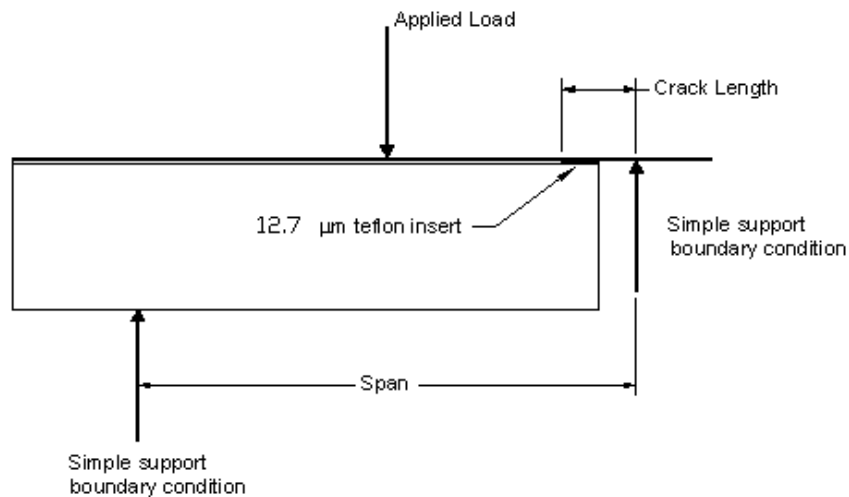 Applied Load
Crack Length
12.7 µm teflon insert
Simple support
boundary condition
Span
Simple support
boundary condition